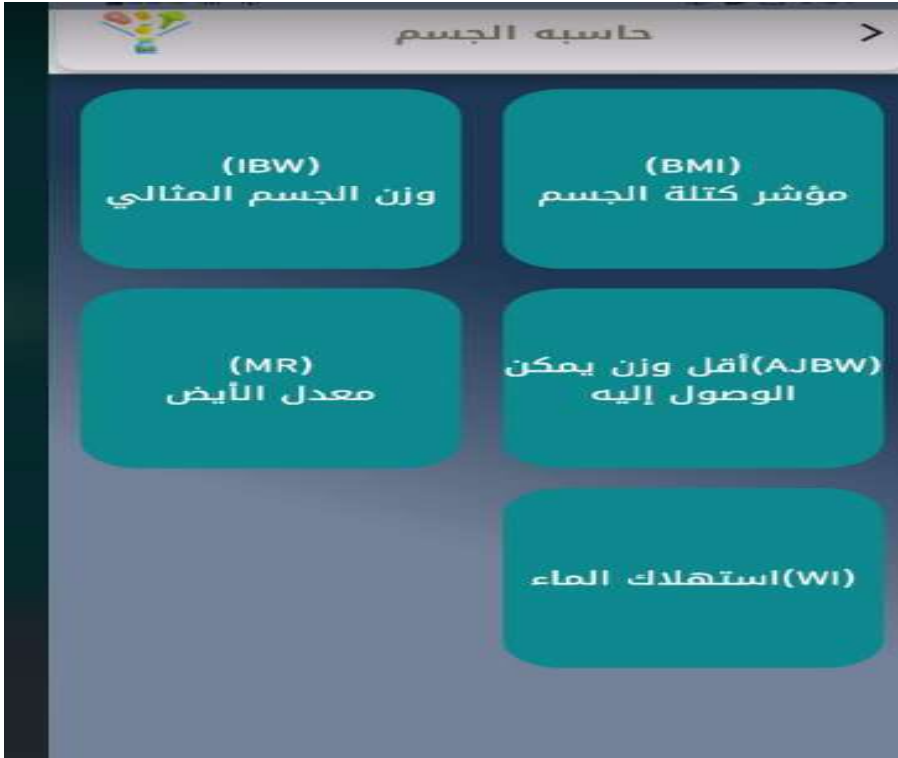 حاسبه الجسم
(BMI)
مؤشر كتلة الجسم
(IBW)
وزن الجسم المثالي
(AJBW)أقل وزن يمكن
الوصول إليه
(MR)
معدل الأيض
(WI)استهلاك الماء